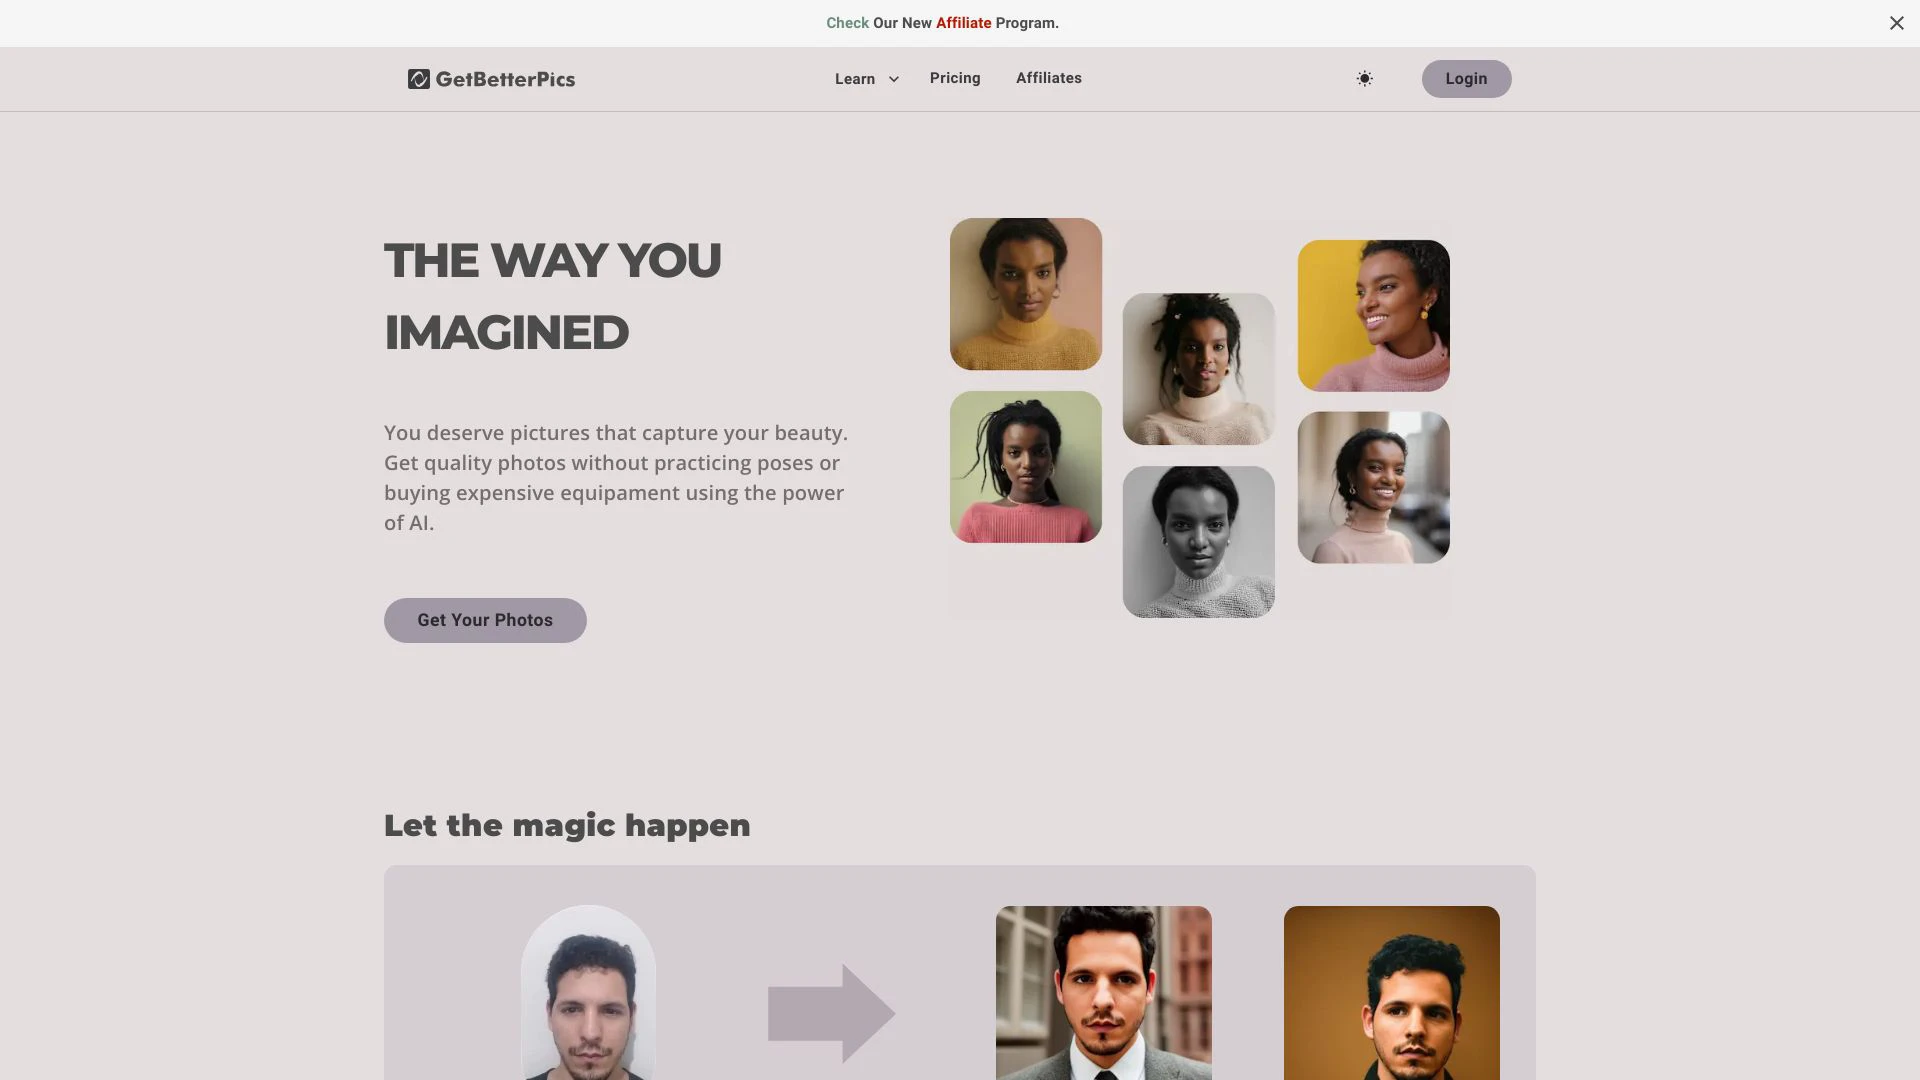 Check Our New Affiliate Program.
GetBetterPics
Learn
Pricing
Affiliates
Login
THE WAY YOU
IMAGINED
You deserve pictures that capture your beauty.
Get quality photos without practicing poses or
buying expensive equipament using the power
of AI.
Get Your Photos
Let the magic happen